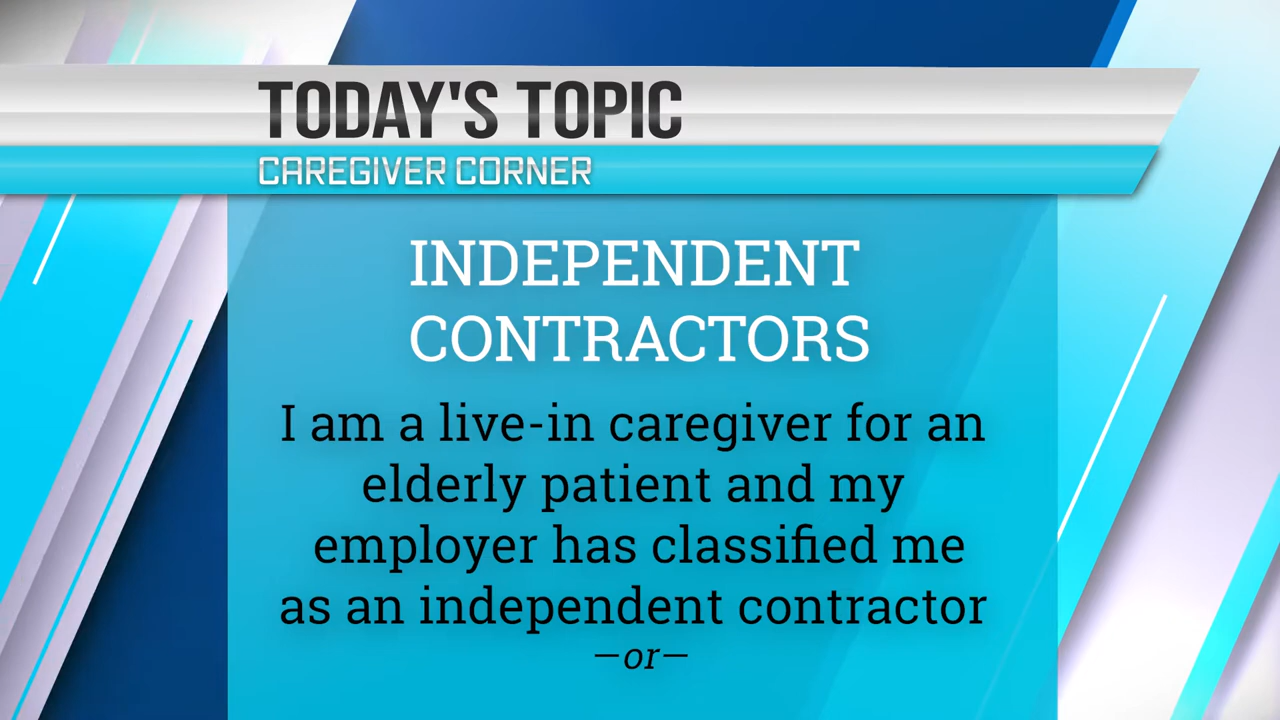 TODAY'S TOPIC
CAREGIVER CORNER
INDEPENDENT
CONTRACTORS
I am a live-in caregiver for an
elderly patient and my
employer has classified me
as an independent contractor
—or—